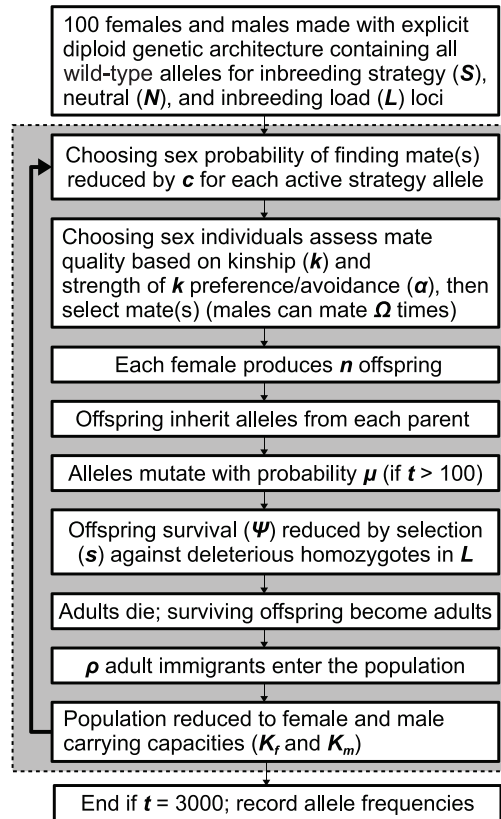 100 females and males made with explicit
diploid genetic architecture containing all
wild-type alleles for inbreeding strategy (S),
neutral (N), and inbreeding load (L) loci
Choosing sex probability of finding mate(s)
reduced by c for each active strategy allele
Choosing sex individuals assess mate
quality based on kinship (k) and
strength of k preference/avoidance (α), then
select mate(s) (males can mate Ω times)
Each female produces n offspring
Offspring inherit alleles from each parent
Alleles mutate with probability μ (if t > 100)
Offspring survival (Ψ) reduced by selection
(s) against deleterious homozygotes in L
Adults die; surviving offspring become adults
ρ adult immigrants enter the population
Population reduced to female and male
carrying capacities (Kf and Km)
End if t = 3000; record allele frequencies